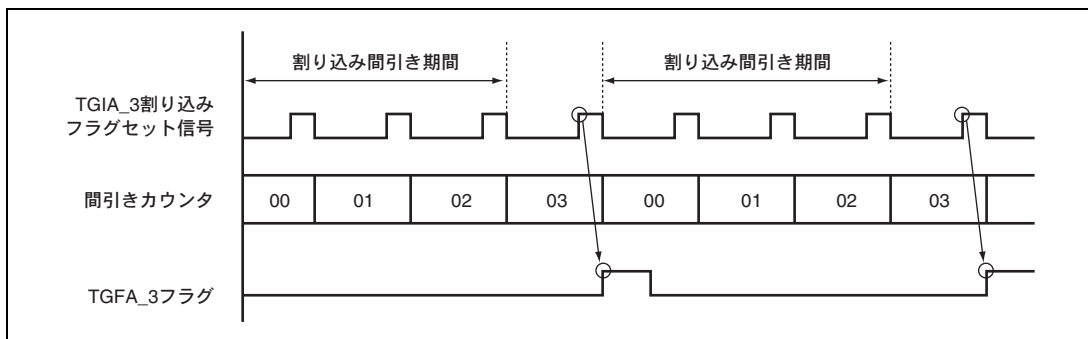 割り込み間引き期間 割り込み間引き期間
TGIA_3割り込み
フラグセット信号
間引きカウンタ 00 01 02 03 00 01 02 03
TGFA_3フラグ